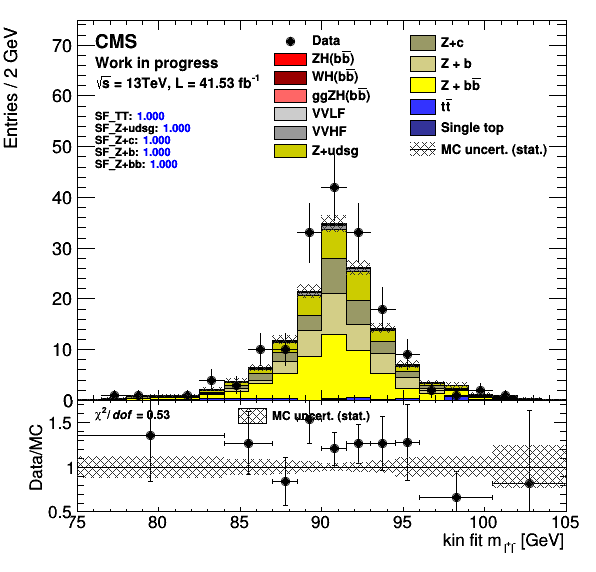 CMS
Work in progress
√s = 13TeV, L = 41.53 fb⁻¹
SF_TT: 1.000
SF_Z+udsg: 1.000
SF_Z+c: 1.000
SF_Z+b: 1.000
SF_Z+bb: 1.000
Data
ZH(bb̅)
WH(bb̅)
ggZH(bb̅)
VVLF
VVHF
Z+udsg
Z+c
Z + b
Z + bb̅
tt̅
Single top
MC uncert. (stat.)
Entries / 2 GeV
70
60
50
40
30
20
10
0
χ²/dof = 0.53
MC uncert. (stat.)
Data/MC
1.5
1
0.5
75 80 85 90 95 100 105
kin fit m_l⁺l⁻ [GeV]